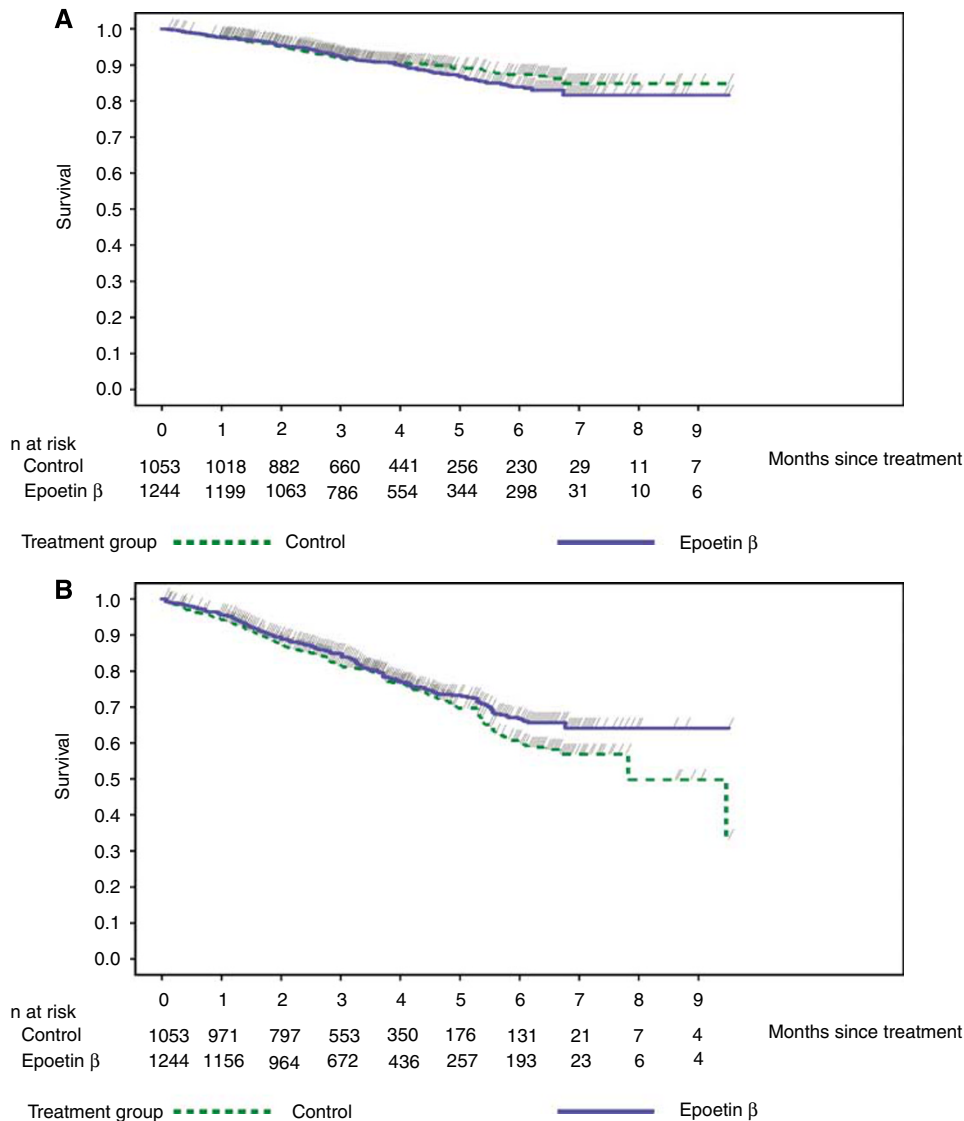 A
Survival
1.0
0.9
0.8
0.7
0.6
0.5
0.4
0.3
0.2
0.1
0.0
0 1 2 3 4 5 6 7 8 9
n at risk
Months since treatment
Control 1053 1018 882 660 441 256 230 29 11 7
Epoetin β 1244 1199 1063 786 554 344 298 31 10 6
Treatment group Control Epoetin β
B
Survival
1.0
0.9
0.8
0.7
0.6
0.5
0.4
0.3
0.2
0.1
0.0
0 1 2 3 4 5 6 7 8 9
n at risk
Control 1053 971 797 553 350 176 131 21 7 4 Months since treatment
Epoetin β 1244 1156 964 672 436 257 193 23 6 4
Treatment group Control Epoetin β